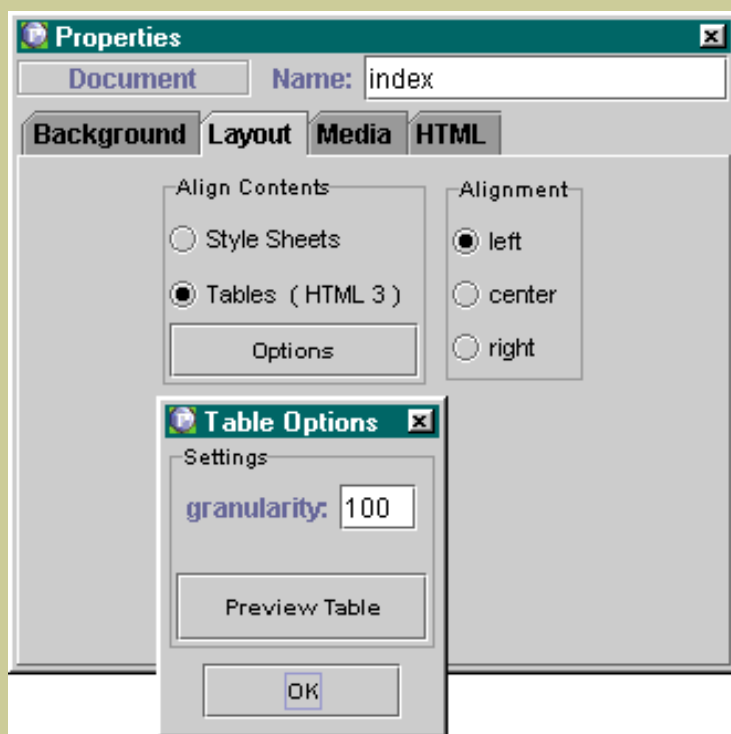 Properties
Document Name: index
Background Layout Media HTML
Align Contents Alignment
Style Sheets left
Tables ( HTML 3 ) center
Options right
Table Options
Settings
granularity: 100
Preview Table
OK